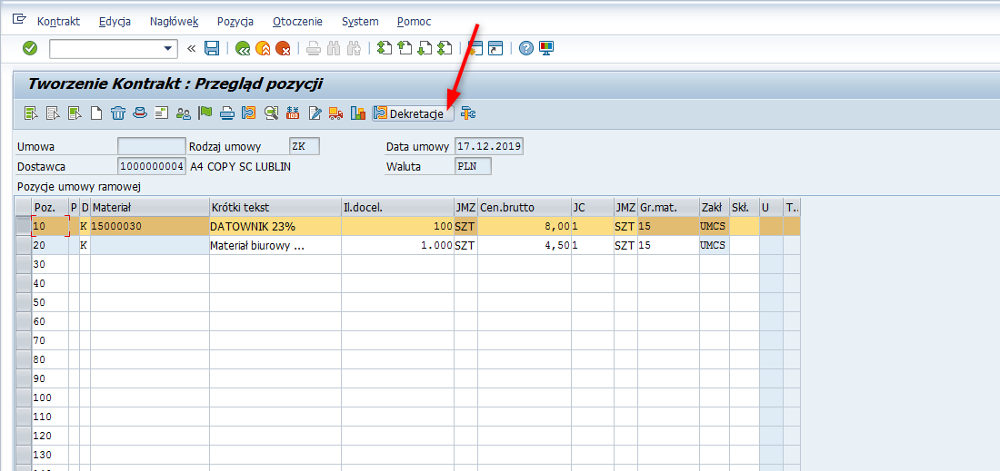 Kontrakt Edycja Nagłówek Pozycja Otoczenie System Pomoc
Tworzenie Kontrakt : Przegląd pozycji
Dekretacje
Umowa Rodzaj umowy ZK Data umowy 17.12.2019
Dostawca 1000000004 A4 COPY SC LUBLIN Waluta PLN
Pozycje umowy ramowej
Poz. P D Materiał Krótki tekst Il.docel. JMZ Cen.brutto JC JMZ Gr.mat. Zakł Skł. U T..
10 K 15000030 DATOWNIK 23% 100 SZT 8,00 1 SZT 15 UMCS
20 K Materiał biurowy ... 1.000 SZT 4,50 1 SZT 15 UMCS
30
40
50
60
70
80
90
100
110
120
130